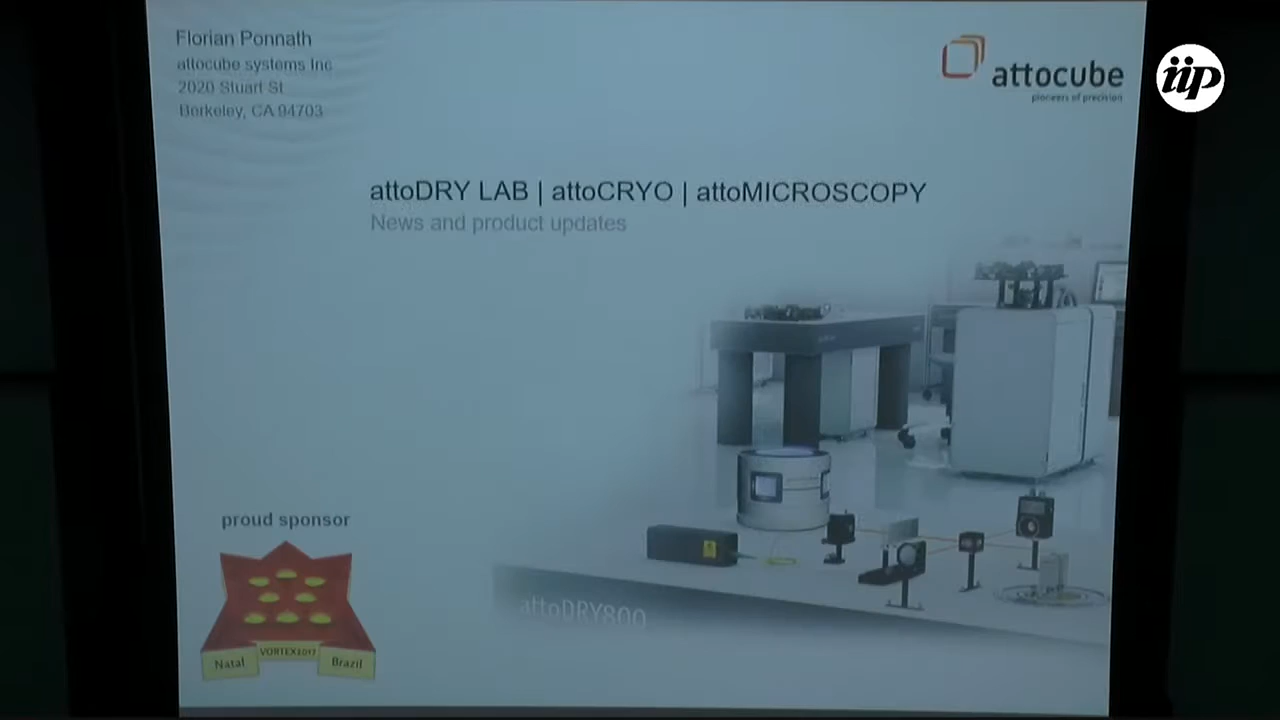 Florian Ponnath
attocube systems Inc
2020 Stuart St
Berkeley, CA 94703
attocube
pioneers of precision
iip
attoDRY LAB | attoCRYO | attoMICROSCOPY
News and product updates
proud sponsor
attoDRY800
VORTEX2017
Natal
Brazil